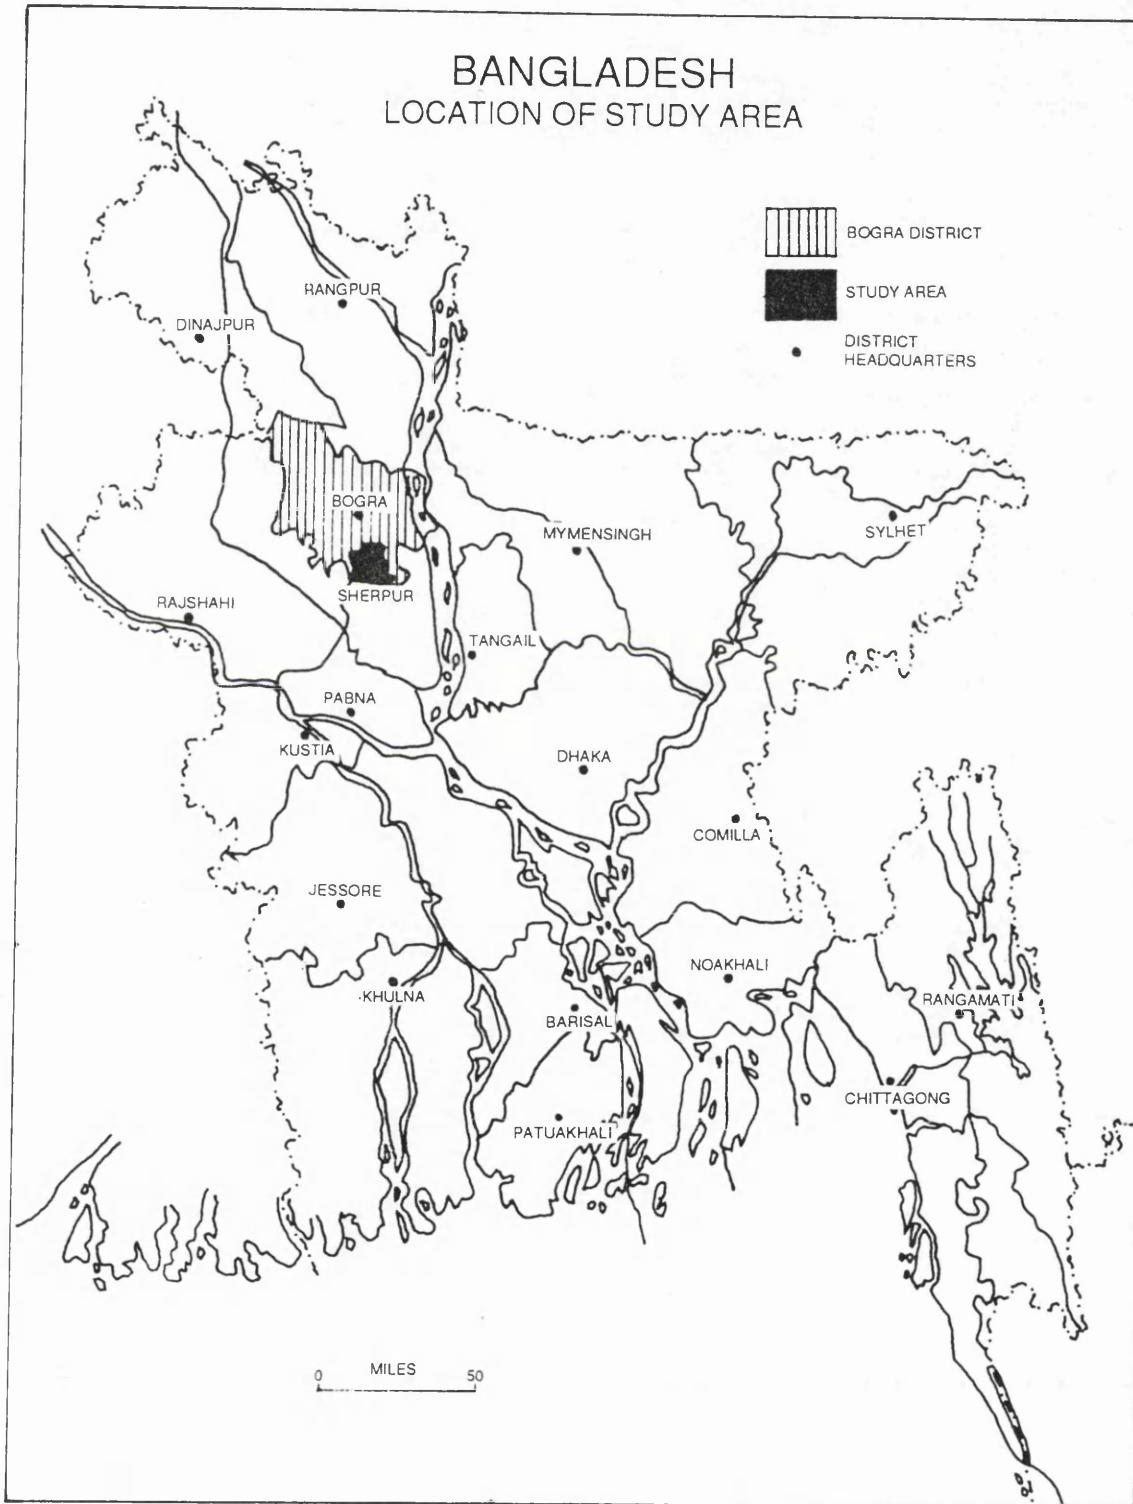 BANGLADESH
LOCATION OF STUDY AREA
BOGRA DISTRICT
STUDY AREA
DISTRICT
HEADQUARTERS
RANGPUR
DINAJPUR
BOGRA
MYMENSINGH
SYLHET
SHERPUR
RAJSHAHI
TANGAIL
PABNA
KUSTIA
DHAKA
COMILLA
JESSORE
NOAKHALI
KHULNA
RANGAMATI
BARISAL
CHITTAGONG
PATUAKHALI
0 MILES 50